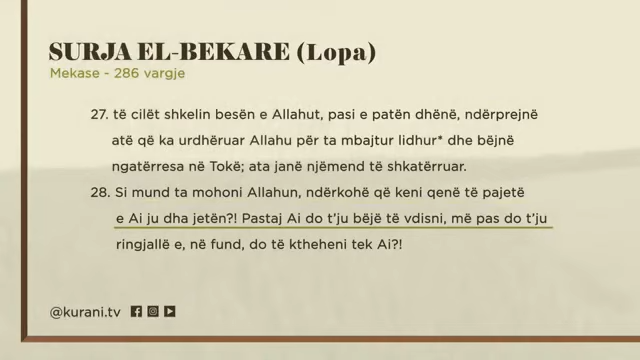 SURJA EL-BEKARE (Lopa)
Mekase - 286 vargje
27. të cilët shkelin besën e Allahut, pasi e patën dhënë, ndërprejnë
atë që ka urdhëruar Allahu për ta mbajtur lidhur* dhe bëjnë
ngatërresa në Tokë; ata janë njëmend të shkatërruar.
28. Si mund ta mohoni Allahun, ndërkohë që keni qenë të pajetë
e Ai ju dha jetën?! Pastaj Ai do t'ju bëjë të vdisni, më pas do t'ju
ringjallë e, në fund, do të ktheheni tek Ai?!
@kurani.tv